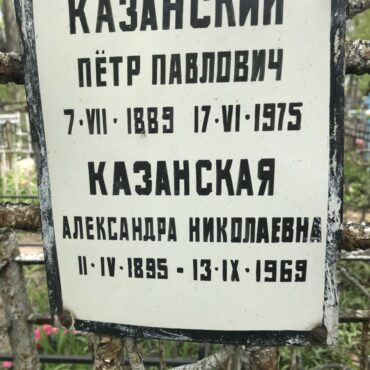 КАЗАНСКИЙ
ПЁТР ПАВЛОВИЧ
7·VII·1889 17·VI·1975
КАЗАНСКАЯ
АЛЕКСАНДРА НИКОЛАЕВНА
11·IV·1895 - 13·IX·1969